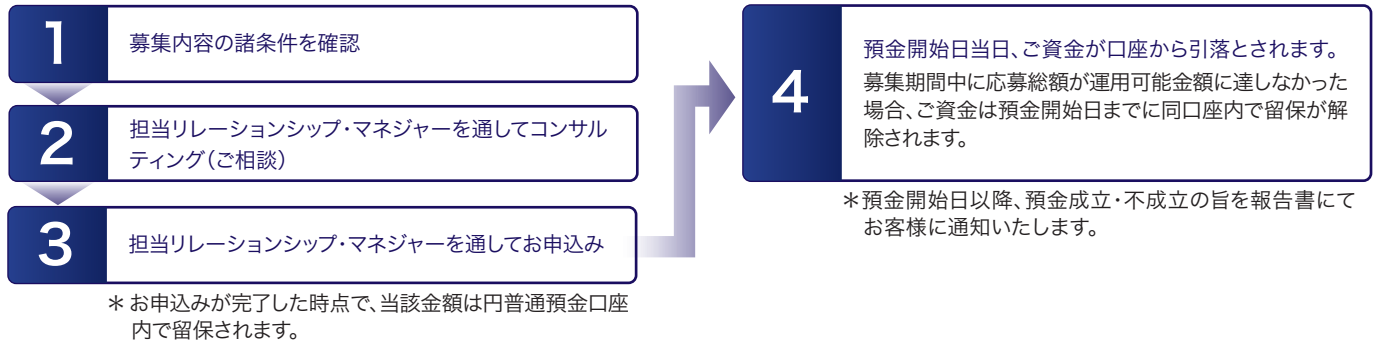 1
募集内容の諸条件を確認
2
担当リレーションシップ・マネジャーを通してコンサル
ティング（ご相談）
3
担当リレーションシップ・マネジャーを通してお申込み
＊お申込みが完了した時点で、当該金額は円普通預金口座
内で留保されます。
4
預金開始日当日、ご資金が口座から引落とされます。
募集期間中に応募総額が運用可能金額に達しなかった
場合、ご資金は預金開始日までに同口座内で留保が解
除されます。
＊預金開始日以降、預金成立・不成立の旨を報告書にて
お客様に通知いたします。